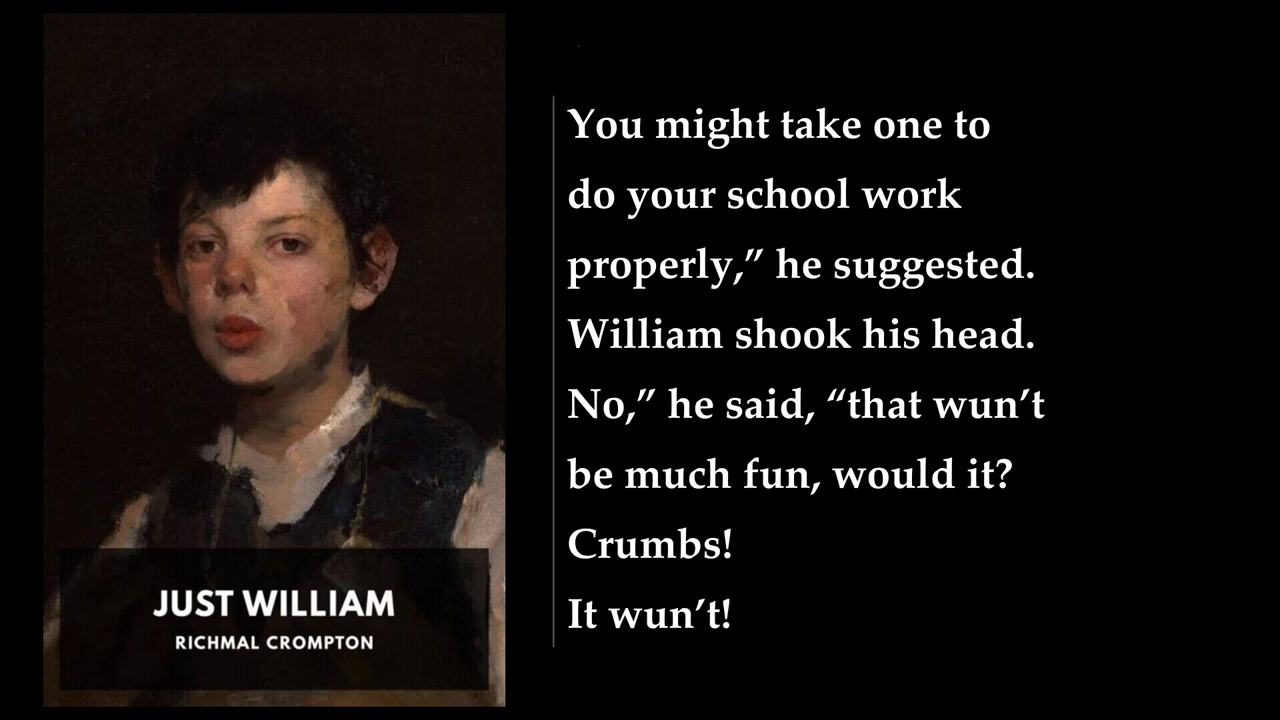 You might take one to
do your school work
properly,” he suggested.
William shook his head.
No,” he said, “that wun’t
be much fun, would it?
Crumbs!
It wun’t!
JUST WILLIAM
RICHMAL CROMPTON